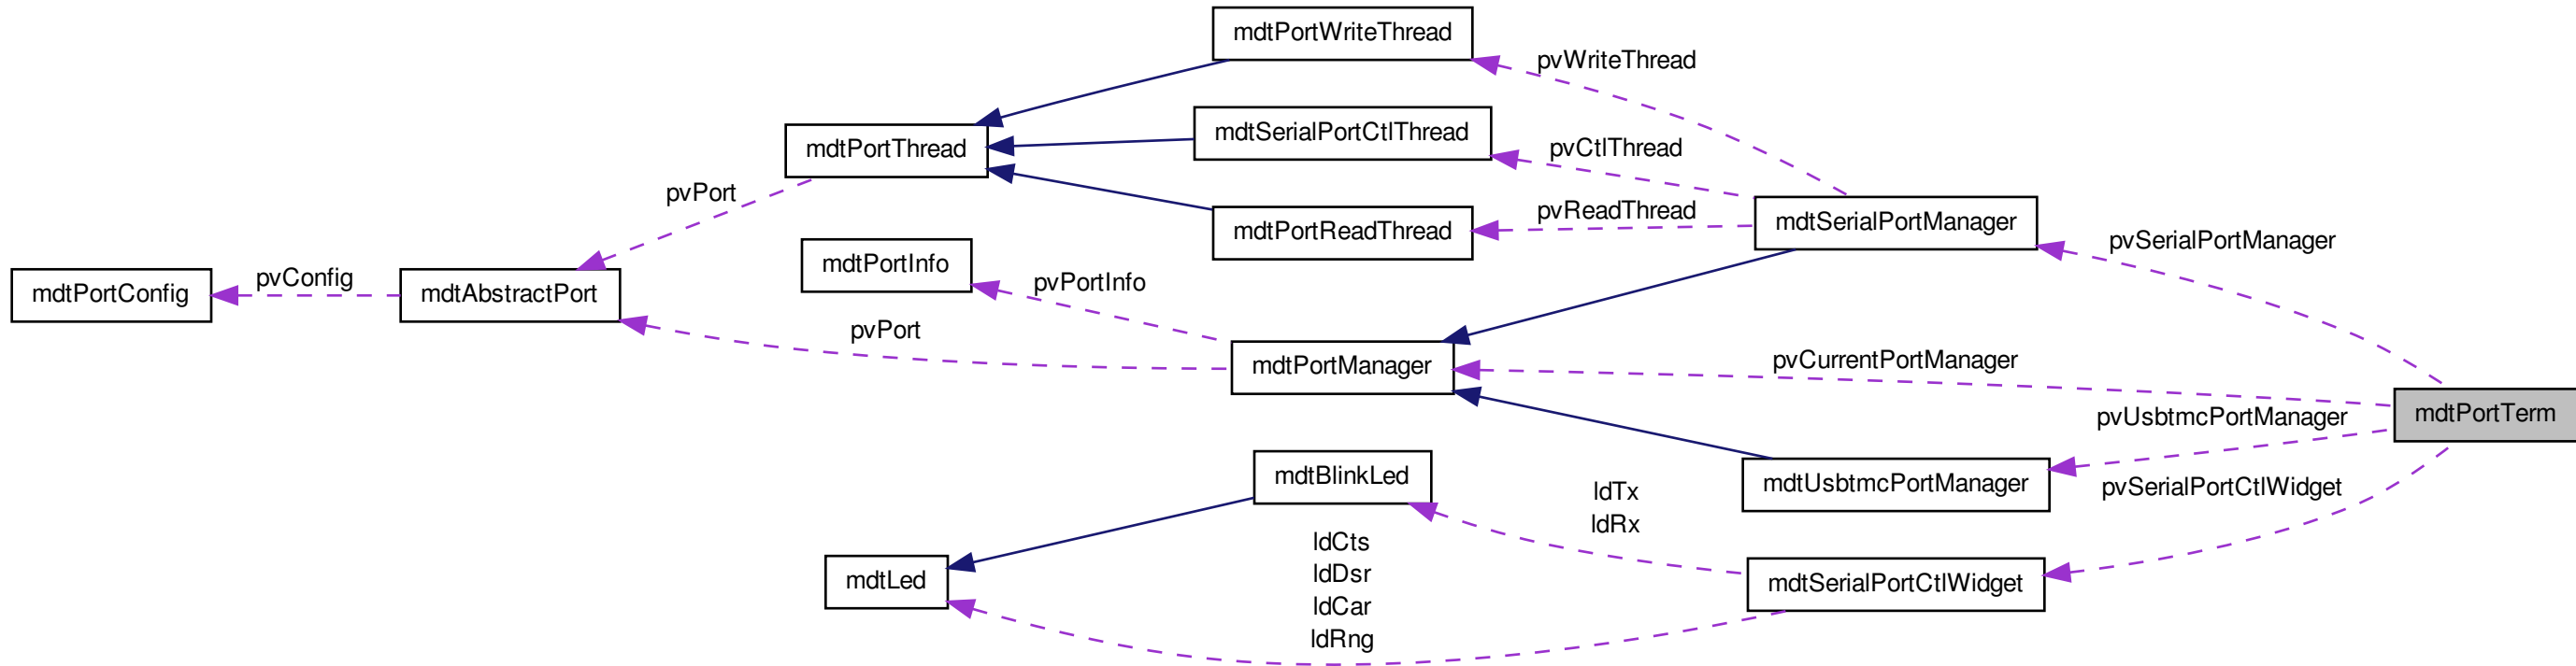 mdtPortWriteThread
pvWriteThread
mdtSerialPortCtlThread
mdtPortThread
pvCtlThread
pvPort
pvReadThread
mdtPortReadThread
mdtSerialPortManager
pvSerialPortManager
mdtPortInfo
pvPortInfo
pvConfig
mdtPortConfig
mdtAbstractPort
pvPort
mdtPortManager
pvCurrentPortManager
mdtPortTerm
pvUsbtmcPortManager
mdtBlinkLed
mdtUsbtmcPortManager
pvSerialPortCtlWidget
ldTx
ldRx
ldCts
ldDsr
ldCar
ldRng
mdtLed
mdtSerialPortCtlWidget